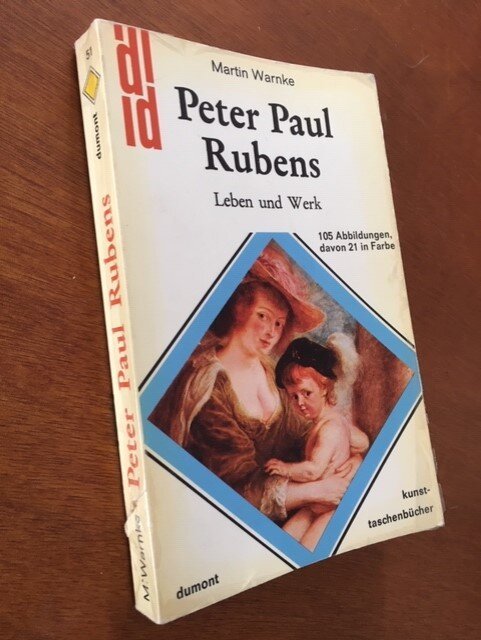 Martin Warnke
Peter Paul
Rubens
Leben und Werk
105 Abbildungen,
davon 21 in Farbe
kunst-
taschenbücher
dumont
51
dumont
Peter Paul Rubens
M. Warnke